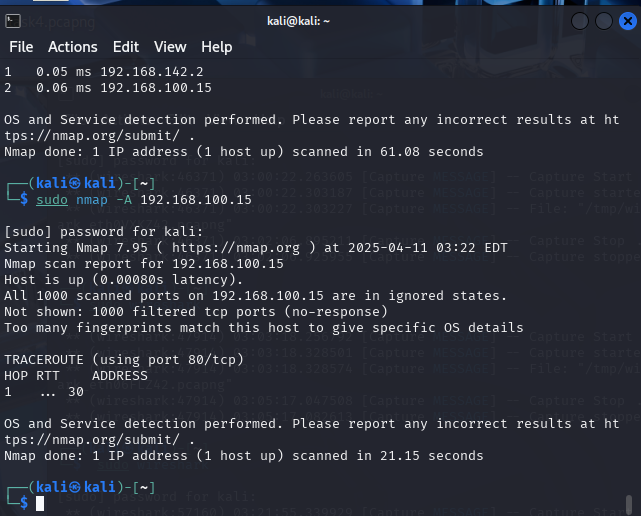 kali@kali: ~
File Actions Edit View Help
1 0.05 ms 192.168.142.2
2 0.06 ms 192.168.100.15
OS and Service detection performed. Please report any incorrect results at ht
tps://nmap.org/submit/ .
Nmap done: 1 IP address (1 host up) scanned in 61.08 seconds
┌──(kali㉿kali)-[~]
└─$ sudo nmap -A 192.168.100.15
[sudo] password for kali:
Starting Nmap 7.95 ( https://nmap.org ) at 2025-04-11 03:22 EDT
Nmap scan report for 192.168.100.15
Host is up (0.00080s latency).
All 1000 scanned ports on 192.168.100.15 are in ignored states.
Not shown: 1000 filtered tcp ports (no-response)
Too many fingerprints match this host to give specific OS details
TRACEROUTE (using port 80/tcp)
HOP RTT ADDRESS
1 ... 30
OS and Service detection performed. Please report any incorrect results at ht
tps://nmap.org/submit/ .
Nmap done: 1 IP address (1 host up) scanned in 21.15 seconds
┌──(kali㉿kali)-[~]
└─$